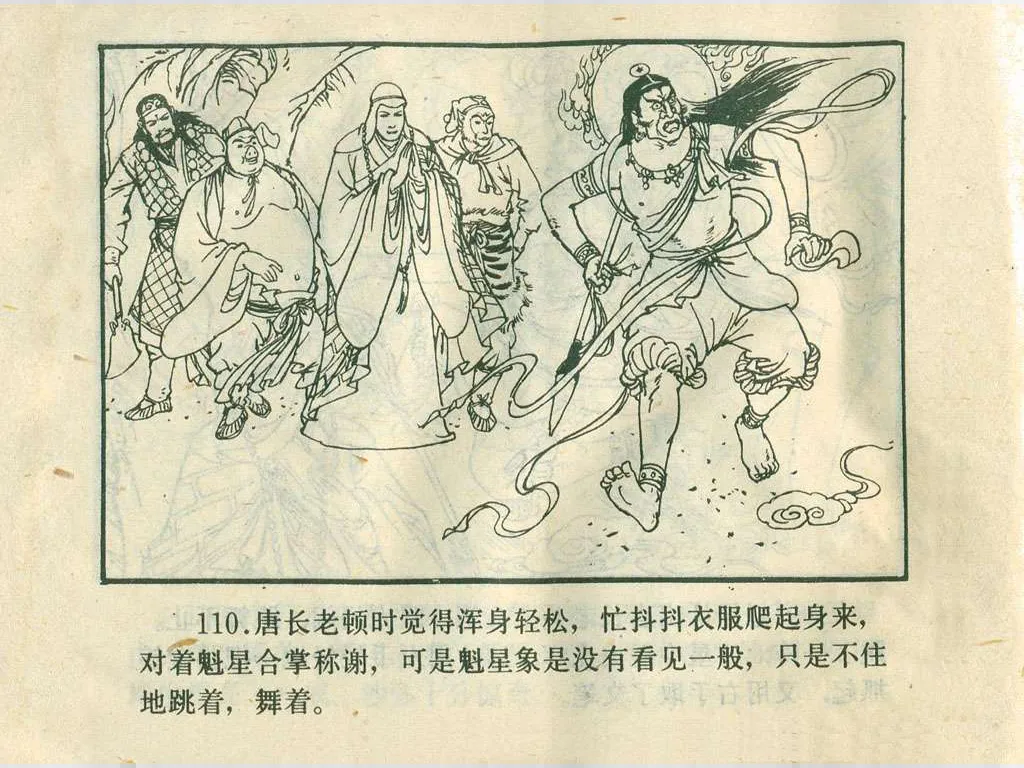 110.唐长老顿时觉得浑身轻松，忙抖抖衣服爬起身来，
对着魁星合掌称谢，可是魁星象是没有看见一般，只是不住
地跳着，舞着。